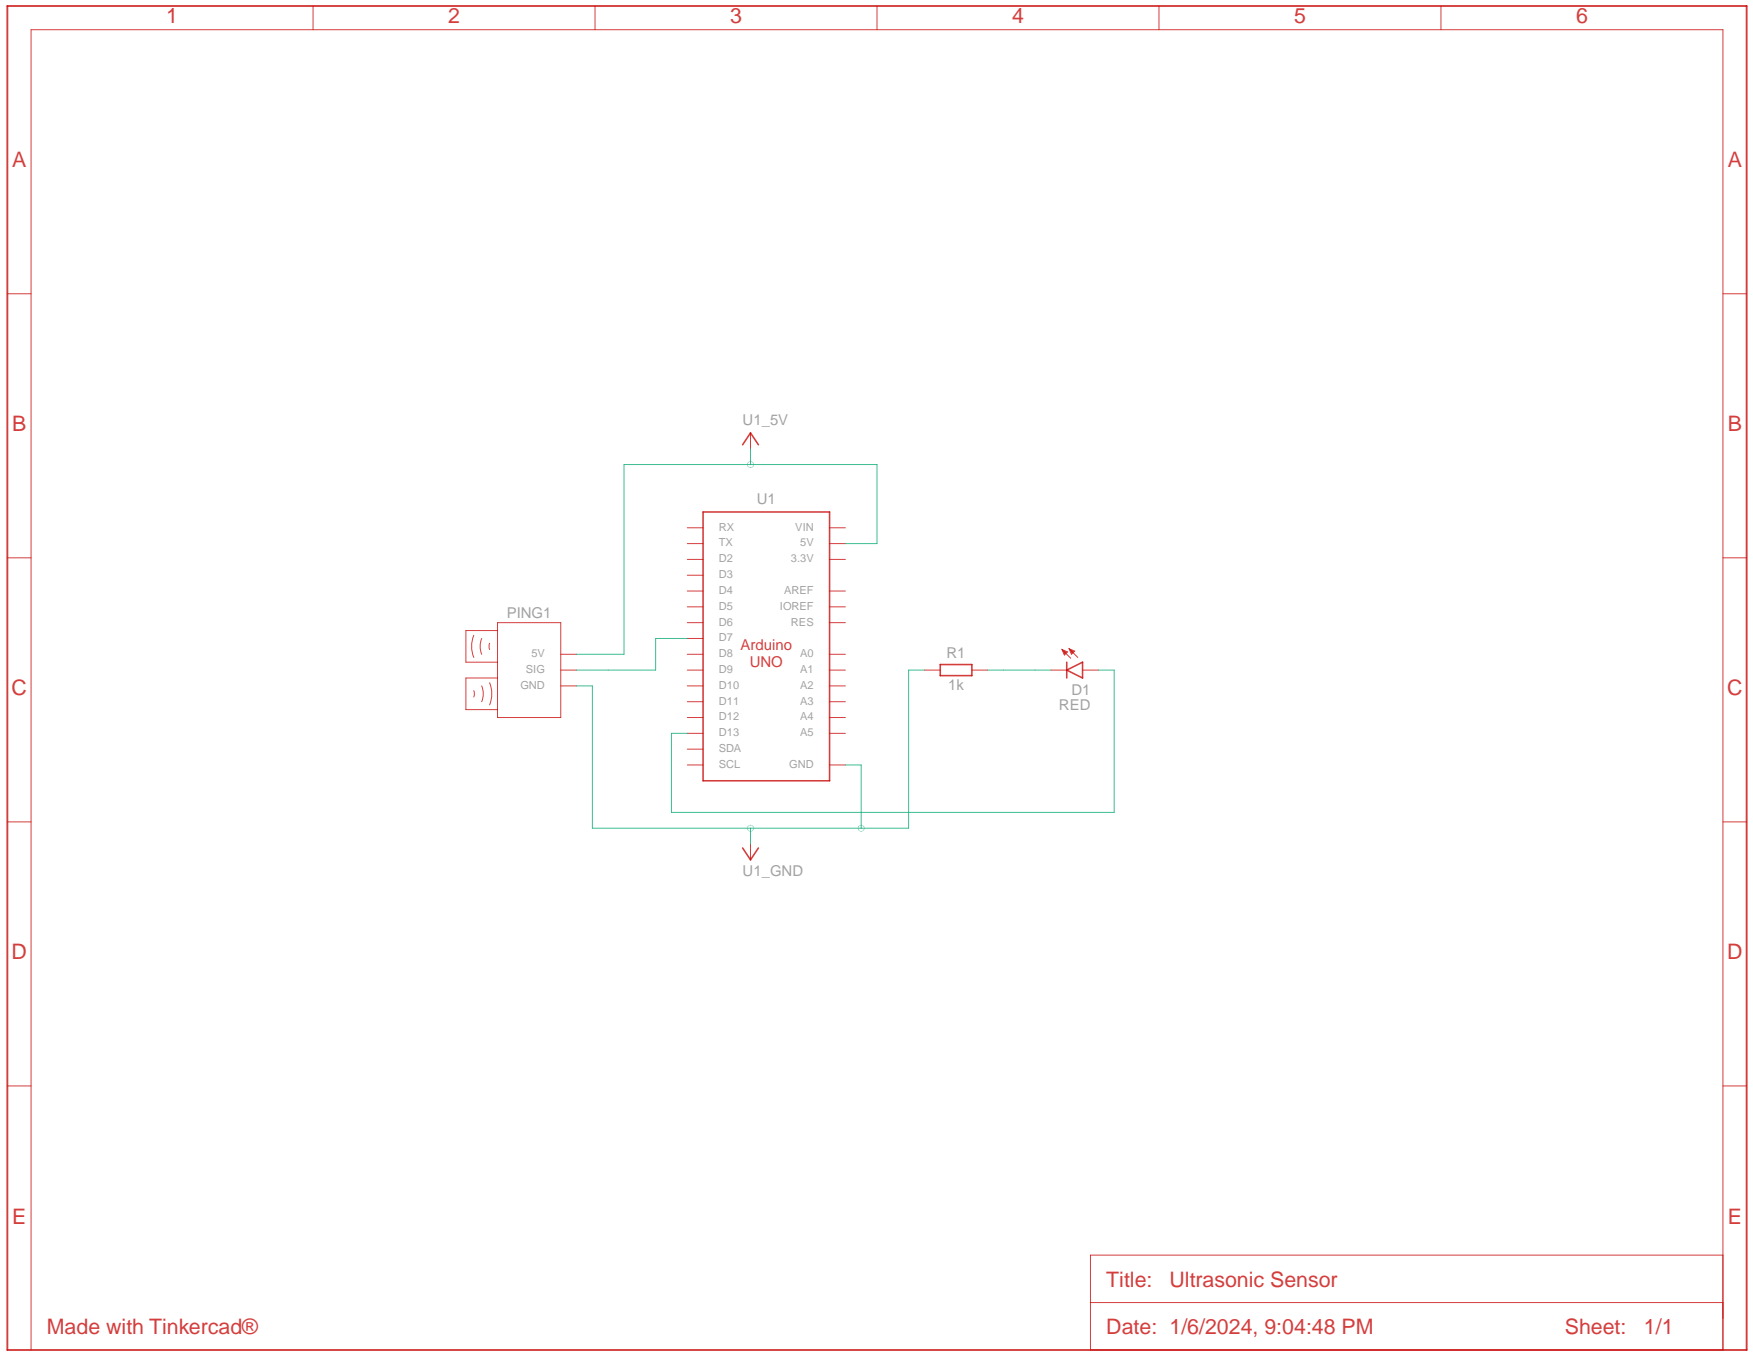 1 2 3 4 5 6
A A
B B
U1_5V
U1
RX VIN
TX 5V
D2 3.3V
D3
D4 AREF
D5 IOREF
D6 RES
D7
Arduino
UNO
D8 A0
D9 A1
D10 A2
D11 A3
D12 A4
D13 A5
SDA
SCL GND
PING1
5V
SIG
GND
R1
1k
D1
RED
C C
U1_GND
D D
E E
Title: Ultrasonic Sensor
Made with Tinkercad®
Date: 1/6/2024, 9:04:48 PM Sheet: 1/1